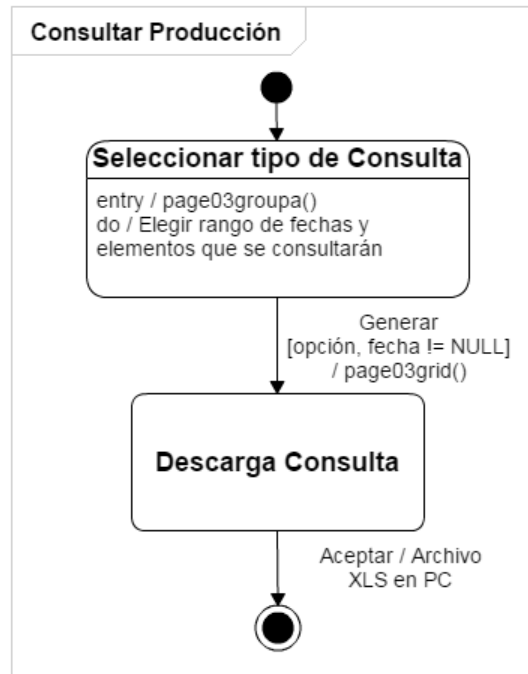 Consultar Producción
Seleccionar tipo de Consulta
entry / page03groupa()
do / Elegir rango de fechas y
elementos que se consultarán
Generar
[opción, fecha != NULL]
/ page03grid()
Descarga Consulta
Aceptar / Archivo
XLS en PC